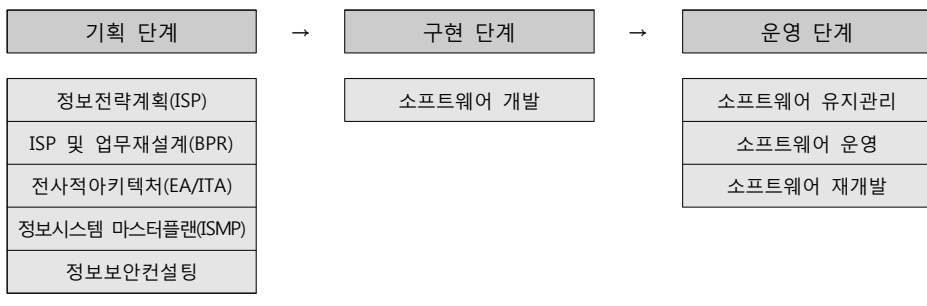 기획 단계 → 구현 단계 → 운영 단계
정보전략계획(ISP)
ISP 및 업무재설계(BPR)
전사적아키텍처(EA/ITA)
정보시스템 마스터플랜(ISMP)
정보보안컨설팅
소프트웨어 개발
소프트웨어 유지관리
소프트웨어 운영
소프트웨어 재개발